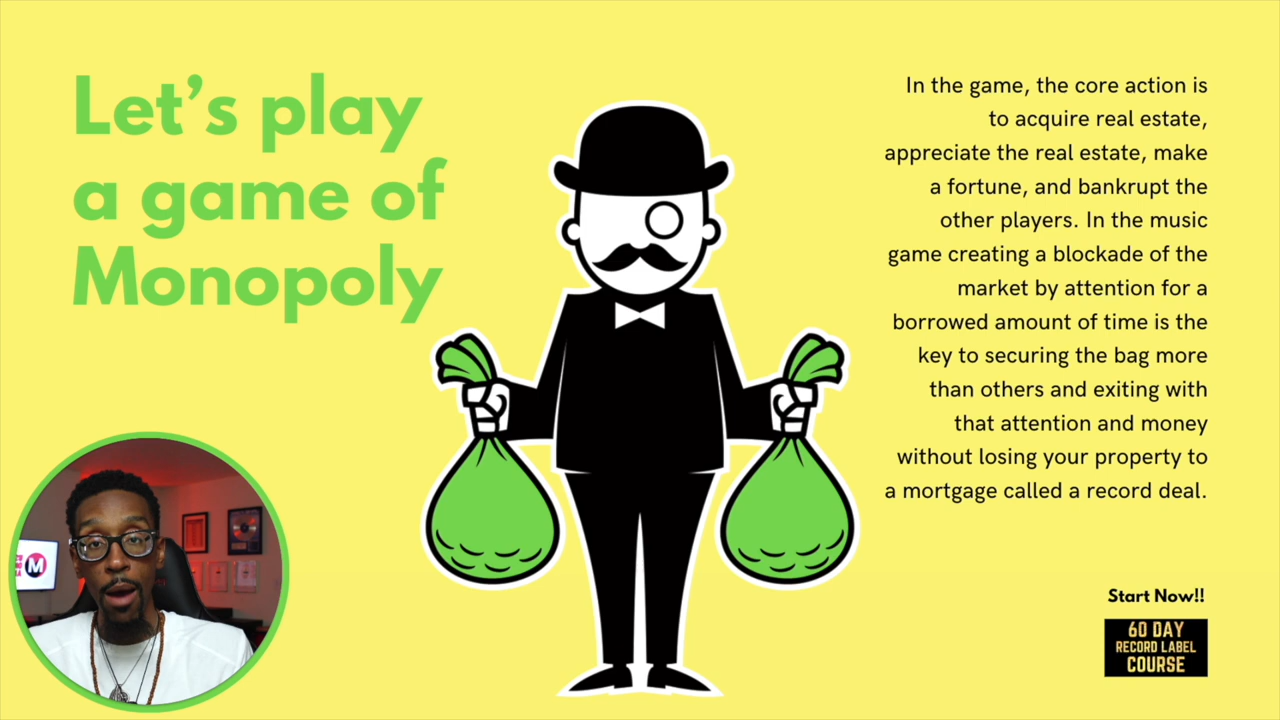 Let's play
a game of
Monopoly
In the game, the core action is
to acquire real estate,
appreciate the real estate, make
a fortune, and bankrupt the
other players. In the music
game creating a blockade of the
market by attention for a
borrowed amount of time is the
key to securing the bag more
than others and exiting with
that attention and money
without losing your property to
a mortgage called a record deal.
M
Start Now!!
60 DAY
RECORD LABEL
COURSE